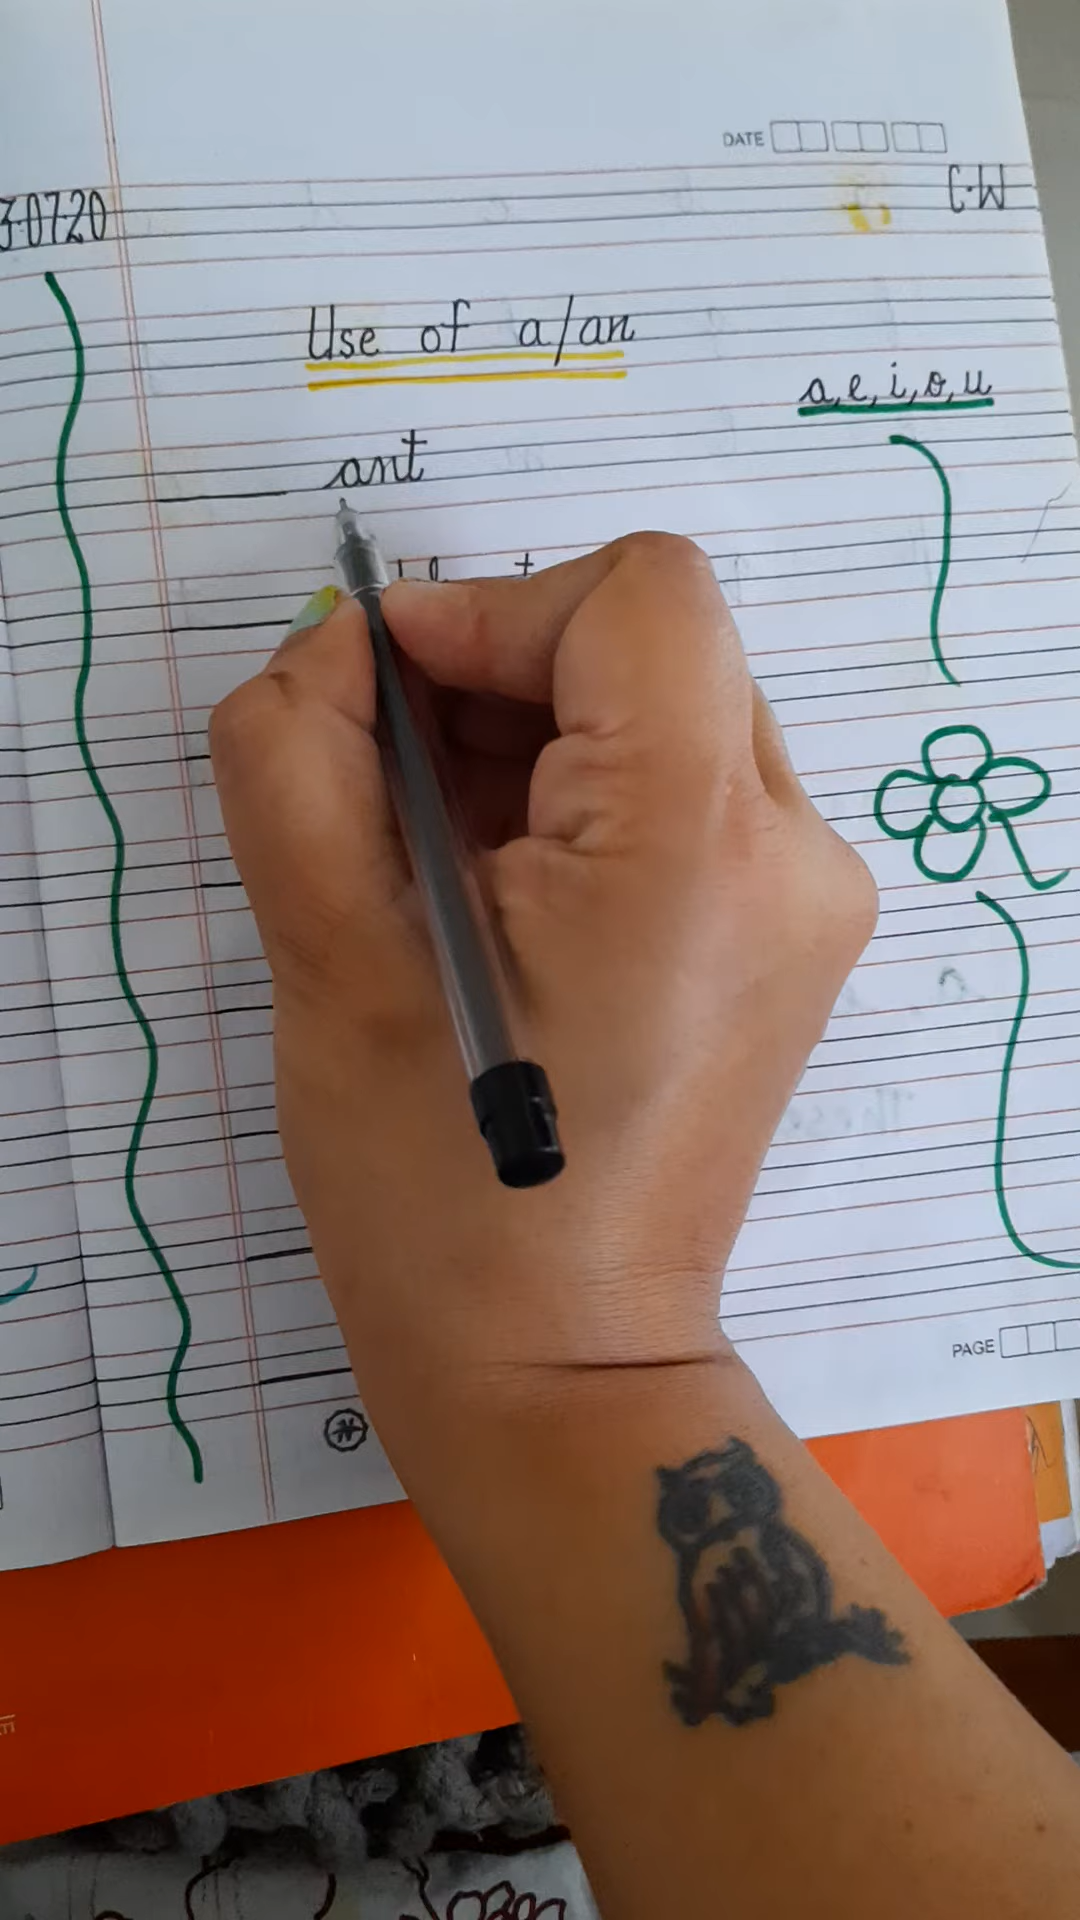 DATE
3·07·20
C·W
Use of a/an
a, e, i, o, u
ant
PAGE